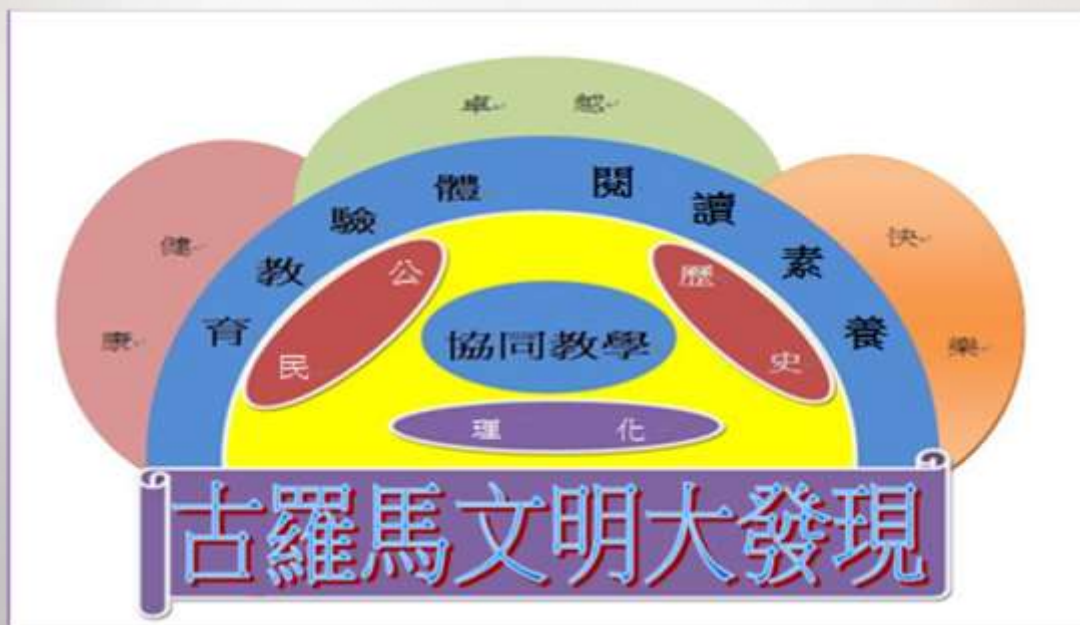 卓
健康
快樂
體驗教育
閱讀素養
公民
歷史
協同教學
理化
古羅馬文明大發現